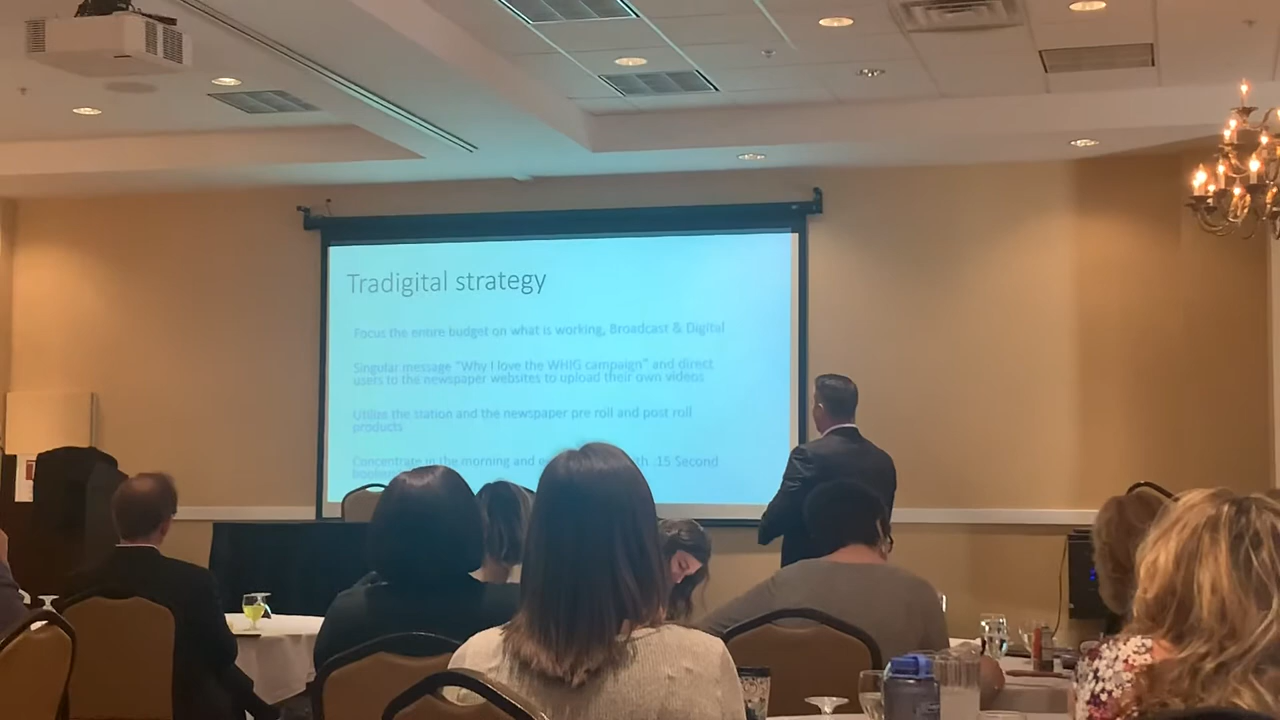 Tradigital strategy
Focus the entire budget on what is working, Broadcast & Digital
Singular message "Why I love the WHIG campaign" and direct
users to the newspaper websites to upload their own videos
Utilize the station and the newspaper pre roll and post roll
products
Concentrate in the morning and :15 Second